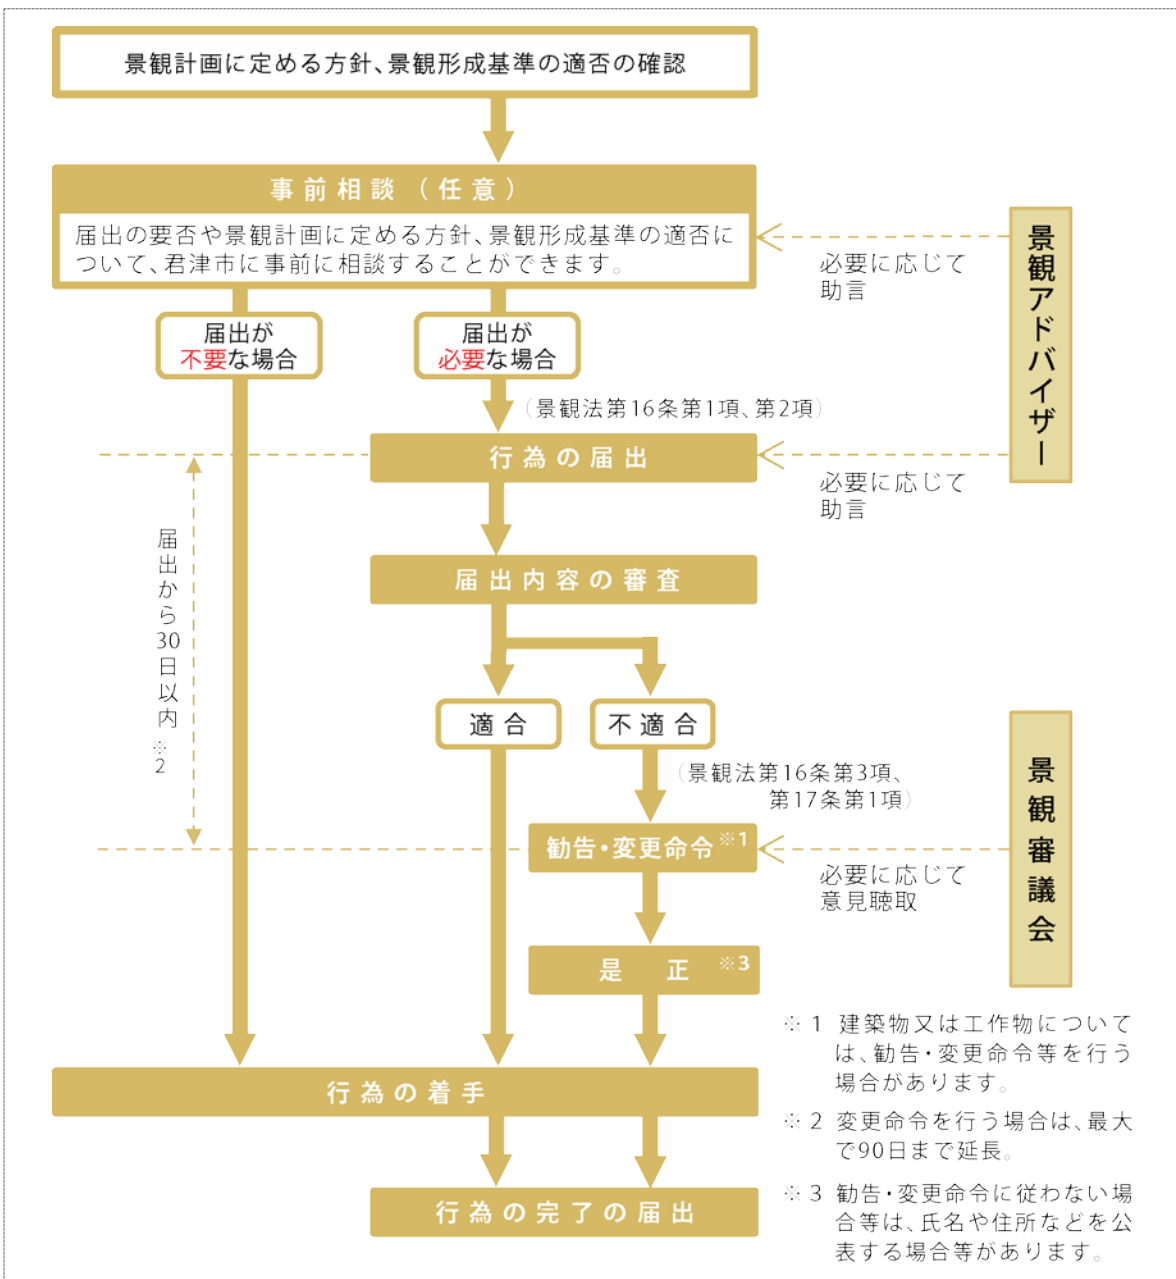 景観計画に定める方針、景観形成基準の適否の確認
事前相談（任意）
届出の要否や景観計画に定める方針、景観形成基準の適否に
ついて、君津市に事前に相談することができます。
必要に応じて
助言
景観アドバイザー
届出が
不要な場合
届出が
必要な場合
（景観法第16条第1項、第2項）
行為の届出
必要に応じて
助言
届出から30日以内 ※2
届出内容の審査
適合
不適合
（景観法第16条第3項、
第17条第1項）
勧告・変更命令※1
必要に応じて
意見聴取
景観審議会
是正 ※3
行為の着手
行為の完了の届出
※1 建築物又は工作物について
は、勧告・変更命令等を行う
場合があります。
※2 変更命令を行う場合は、最大
で90日まで延長。
※3 勧告・変更命令に従わない場
合等は、氏名や住所などを公
表する場合等があります。